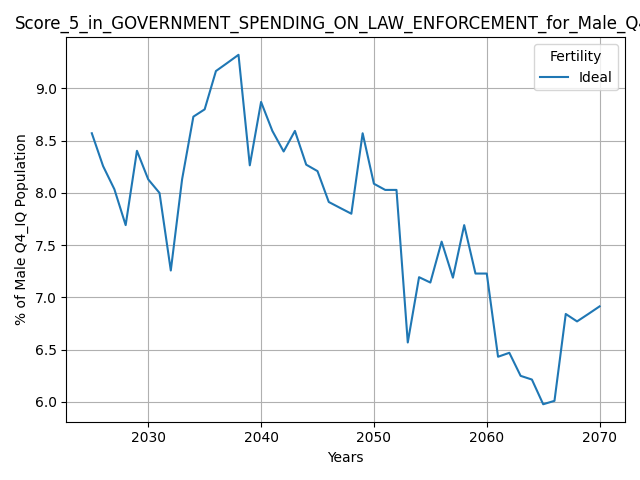 Score_5_in_GOVERNMENT_SPENDING_ON_LAW_ENFORCEMENT_for_Male_Q4
Fertility
Ideal
% of Male Q4_IQ Population
9.0
8.5
8.0
7.5
7.0
6.5
6.0
2030 2040 2050 2060 2070
Years